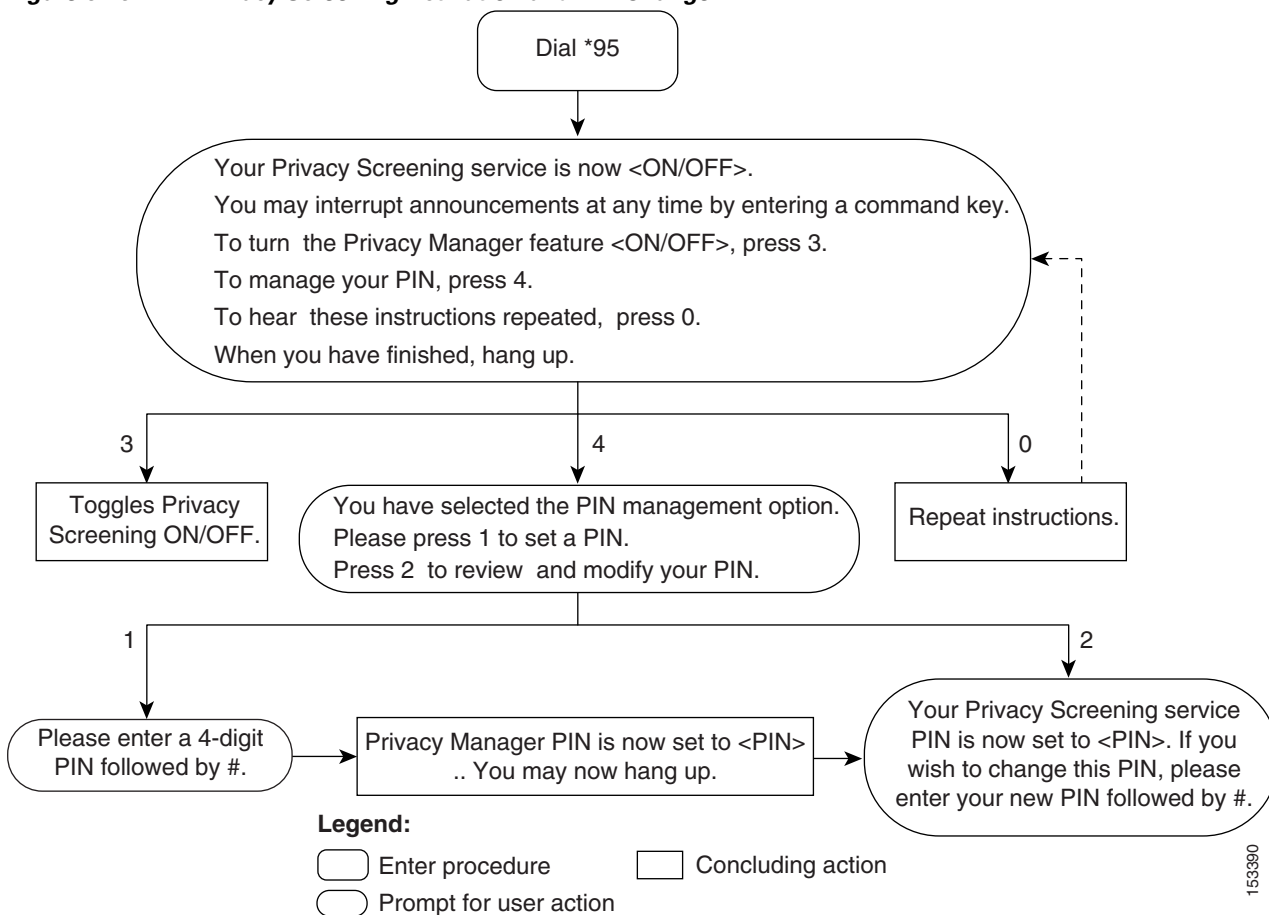 Dial *95
Your Privacy Screening service is now <ON/OFF>.
You may interrupt announcements at any time by entering a command key.
To turn the Privacy Manager feature <ON/OFF>, press 3.
To manage your PIN, press 4.
To hear these instructions repeated, press 0.
When you have finished, hang up.
3
4
0
Toggles Privacy
Screening ON/OFF.
You have selected the PIN management option.
Please press 1 to set a PIN.
Press 2 to review and modify your PIN.
Repeat instructions.
1
2
Please enter a 4-digit
PIN followed by #.
Privacy Manager PIN is now set to <PIN>
.. You may now hang up.
Your Privacy Screening service
PIN is now set to <PIN>. If you
wish to change this PIN, please
enter your new PIN followed by #.
Legend:
Enter procedure
Concluding action
Prompt for user action
153390